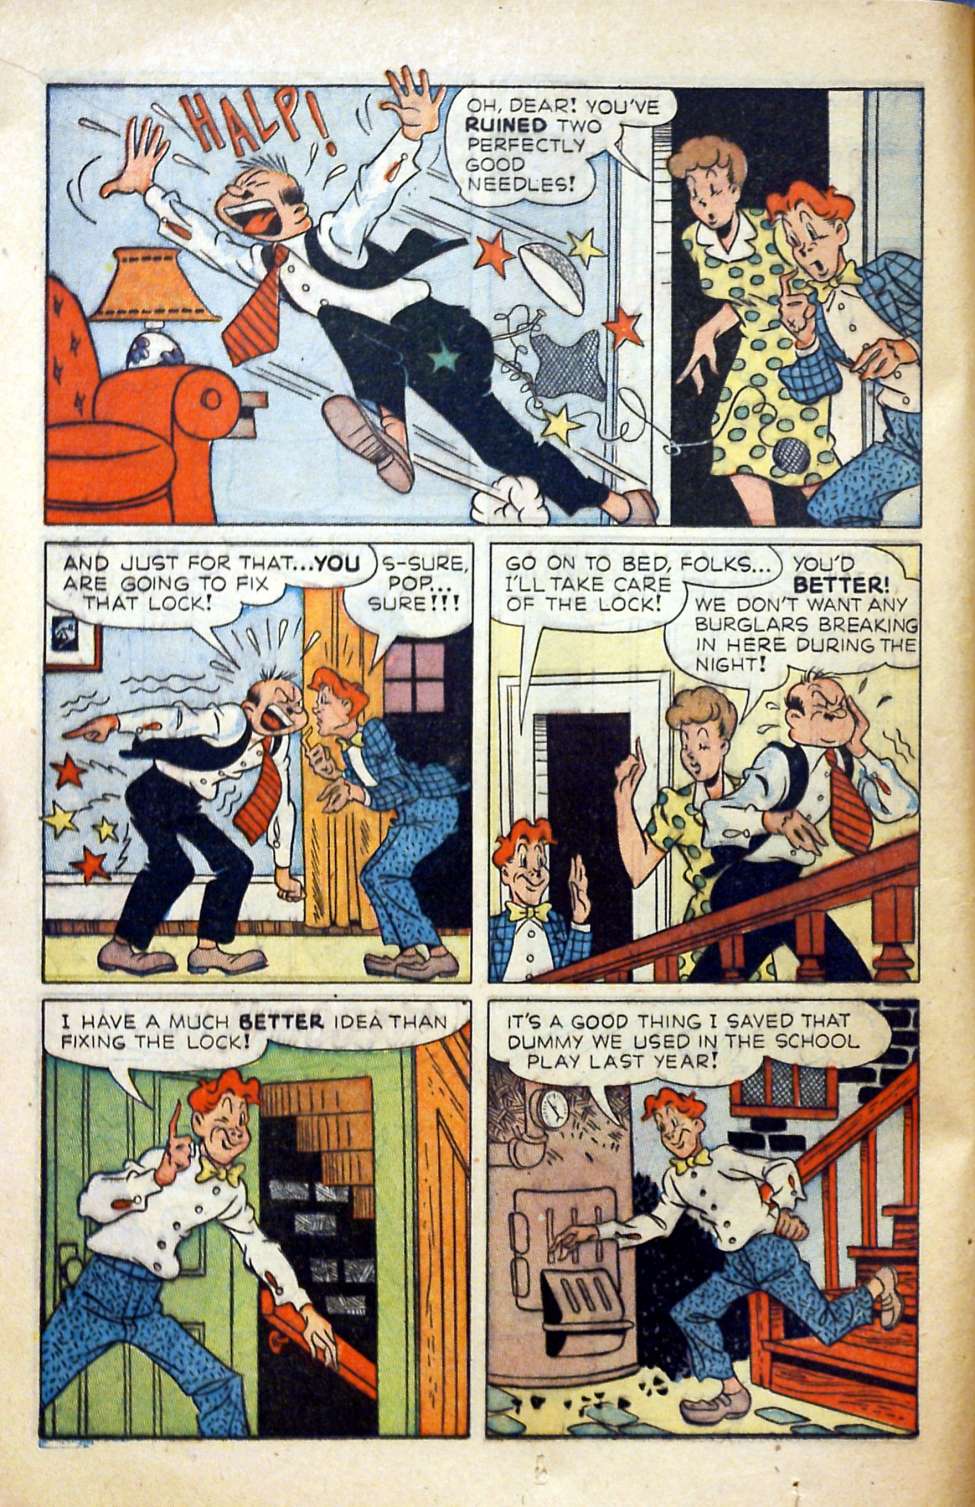 HALP!
OH, DEAR! YOU'VE
RUINED TWO
PERFECTLY
GOOD
NEEDLES!
AND JUST FOR THAT...YOU
ARE GOING TO FIX
THAT LOCK!
S-SURE,
POP...
SURE!!!
GO ON TO BED, FOLKS...
I'LL TAKE CARE
OF THE LOCK!
YOU'D
BETTER!
WE DON'T WANT ANY
BURGLARS BREAKING
IN HERE DURING THE
NIGHT!
I HAVE A MUCH BETTER IDEA THAN
FIXING THE LOCK!
IT'S A GOOD THING I SAVED THAT
DUMMY WE USED IN THE SCHOOL
PLAY LAST YEAR!